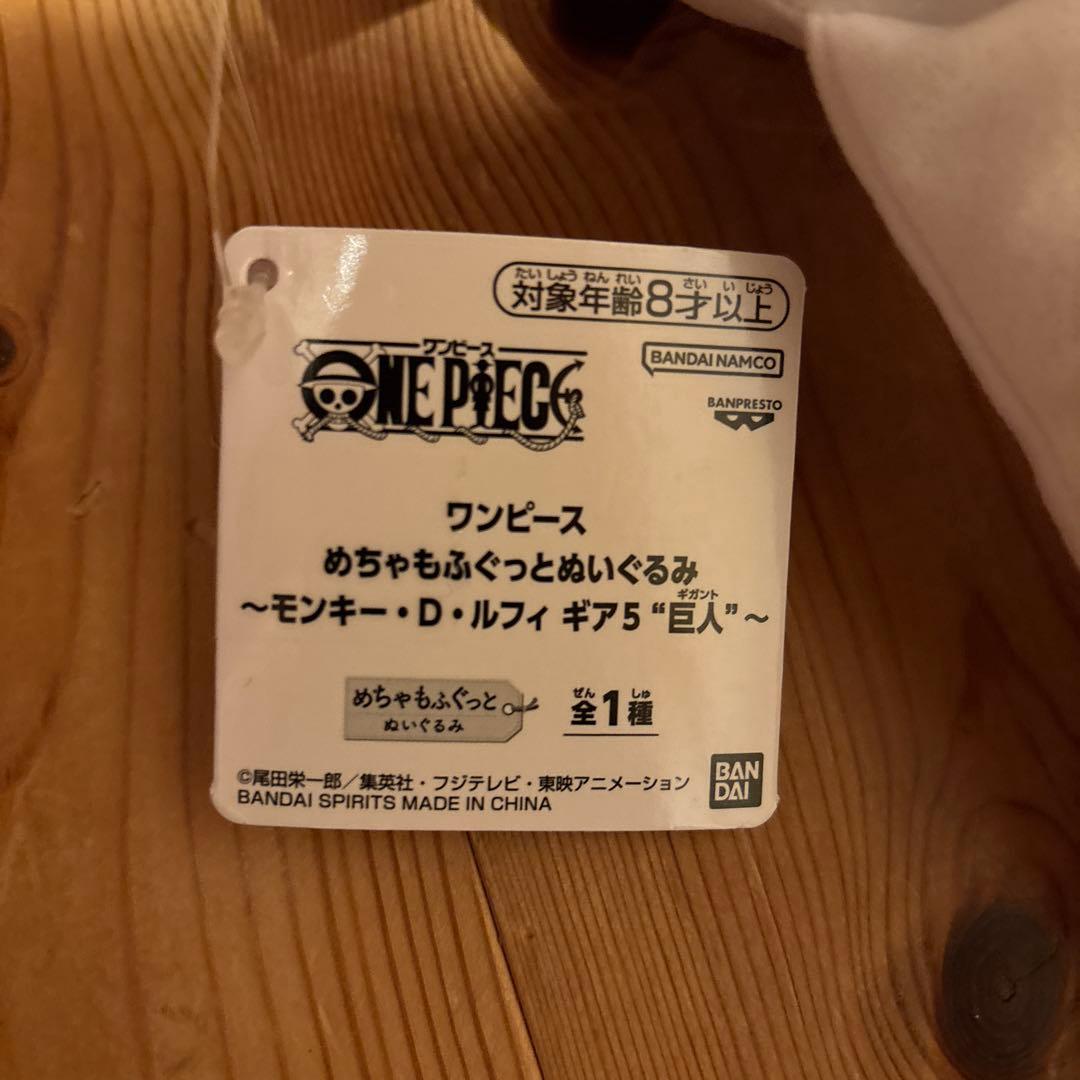 たいしょうねんれい さいいじょう
対象年齢8才以上
ワンピース
ONE PIECE
BANDAI NAMCO
BANPRESTO
ワンピース
めちゃもふぐっとぬいぐるみ
ギガント
～モンキー・D・ルフィ ギア5 “巨人”～
めちゃもふぐっと
ぬいぐるみ
ぜん しゅ
全1種
©尾田栄一郎／集英社・フジテレビ・東映アニメーション
BANDAI SPIRITS MADE IN CHINA
BAN
DAI